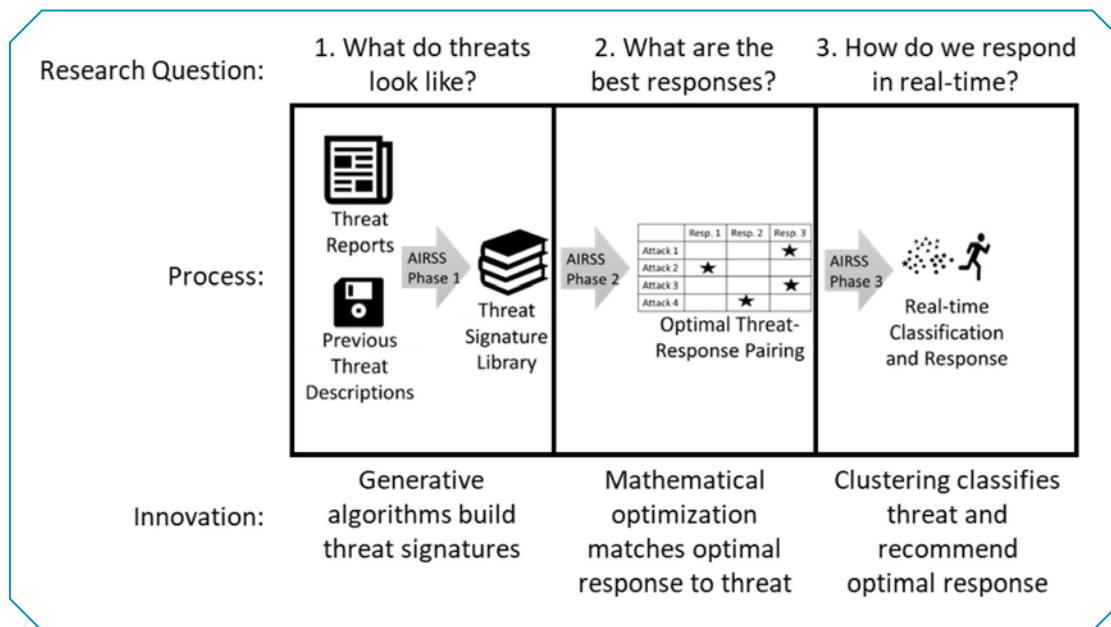 Research Question:
1. What do threats
look like?
2. What are the
best responses?
3. How do we respond
in real-time?
Process:
Threat
Reports
Previous
Threat
Descriptions
AIRSS
Phase 1
Threat
Signature
Library
AIRSS
Phase 2
Resp. 1 Resp. 2 Resp. 3
Attack 1 ★
Attack 2 ★
Attack 3 ★
Attack 4 ★
Optimal Threat-
Response Pairing
AIRSS
Phase 3
Real-time
Classification
and Response
Innovation:
Generative
algorithms build
threat signatures
Mathematical
optimization
matches optimal
response to threat
Clustering classifies
threat and
recommend
optimal response